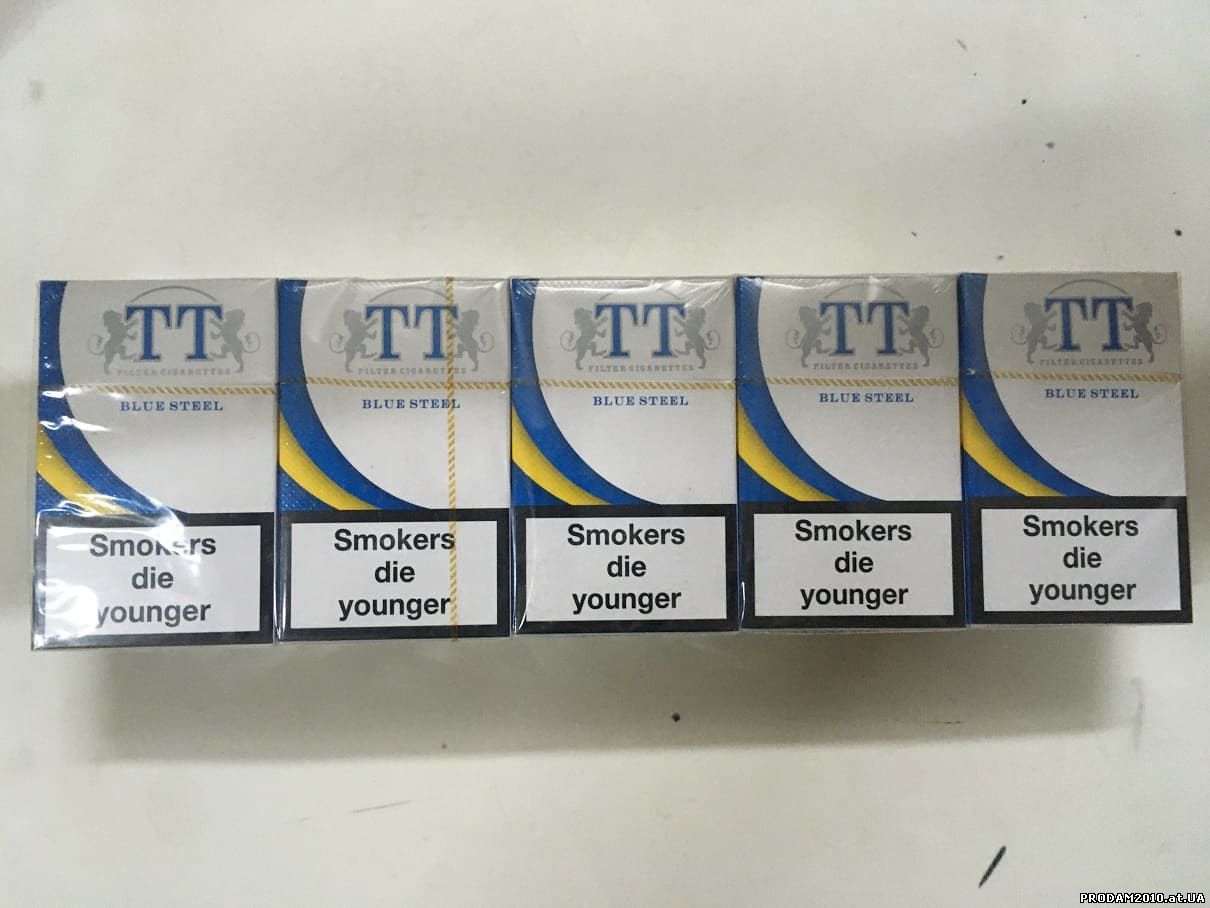 TT
FILTER CIGARETTES
BLUE STEEL
Smokers
die
younger
TT
FILTER CIGARETTES
BLUE STEEL
Smokers
die
younger
TT
FILTER CIGARETTES
BLUE STEEL
Smokers
die
younger
TT
FILTER CIGARETTES
BLUE STEEL
Smokers
die
younger
TT
FILTER CIGARETTES
BLUE STEEL
Smokers
die
younger
PRODAM2010.at.UA